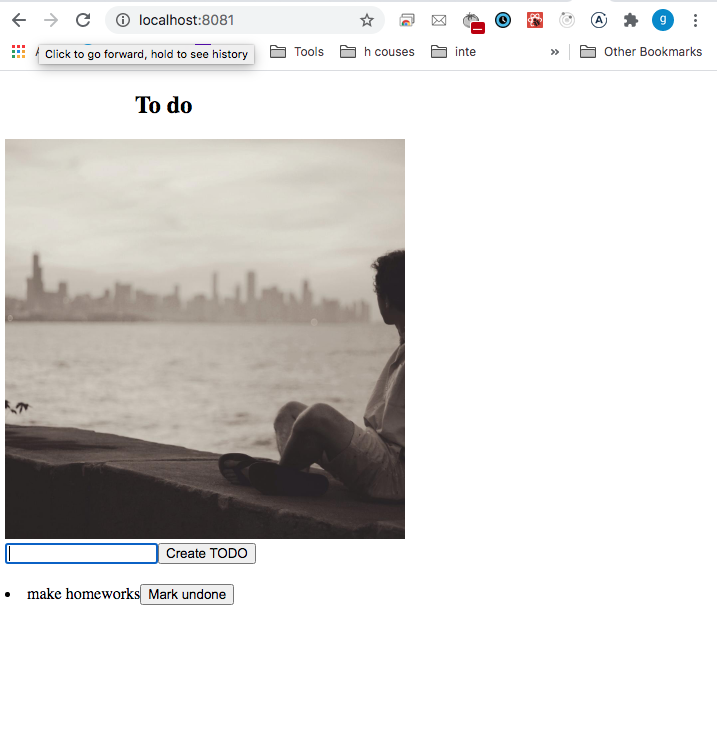 localhost:8081
g
A
Click to go forward, hold to see history
Tools
h couses
inte
»
Other Bookmarks
To do
Create TODO
make homeworks
Mark undone